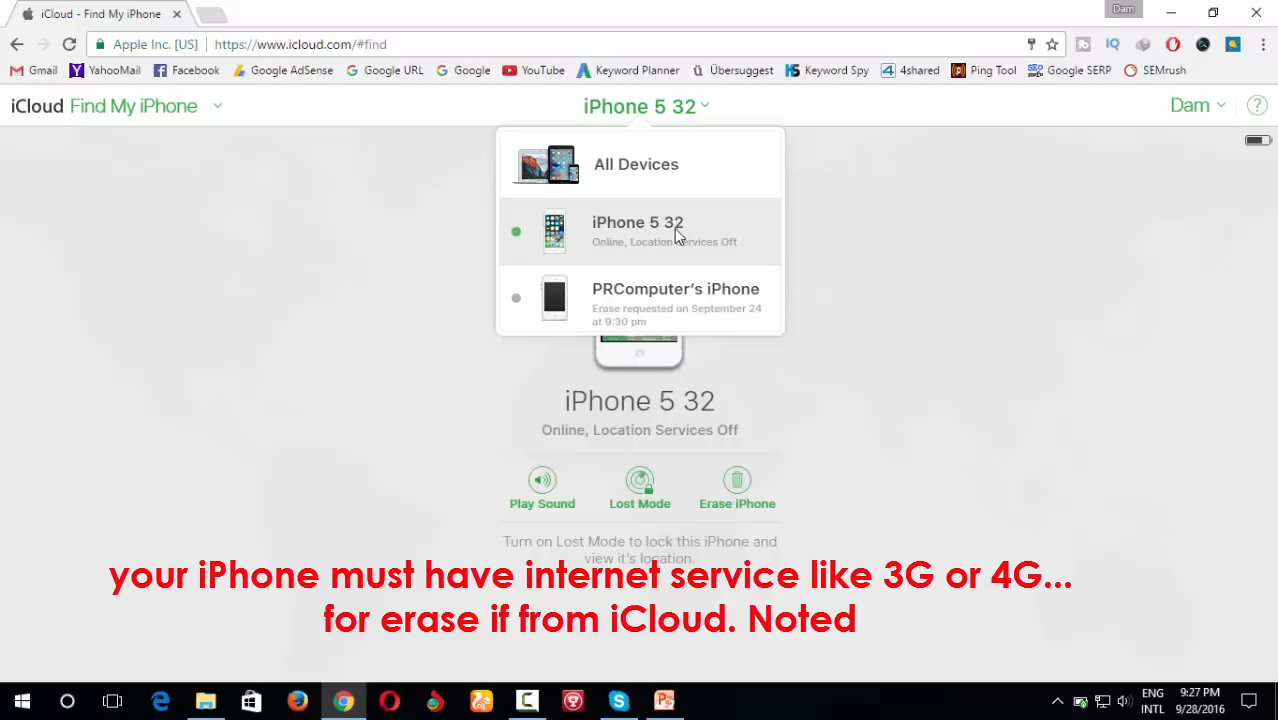 iCloud - Find My iPhone
Dam
Apple Inc. [US] https://www.icloud.com/#find
Gmail YahooMail Facebook Google AdSense Google URL Google YouTube Keyword Planner Übersuggest Keyword Spy 4shared Ping Tool Google SERP SEMrush
iCloud Find My iPhone iPhone 5 32 Dam
All Devices
iPhone 5 32
Online, Location Services Off
PRComputer's iPhone
Erase requested on September 24
at 9:30 pm
iPhone 5 32
Online, Location Services Off
Play Sound Lost Mode Erase iPhone
Turn on Lost Mode to lock this iPhone and
view it's location.
your iPhone must have internet service like 3G or 4G...
for erase if from iCloud. Noted
ENG 9:27 PM
INTL 9/28/2016